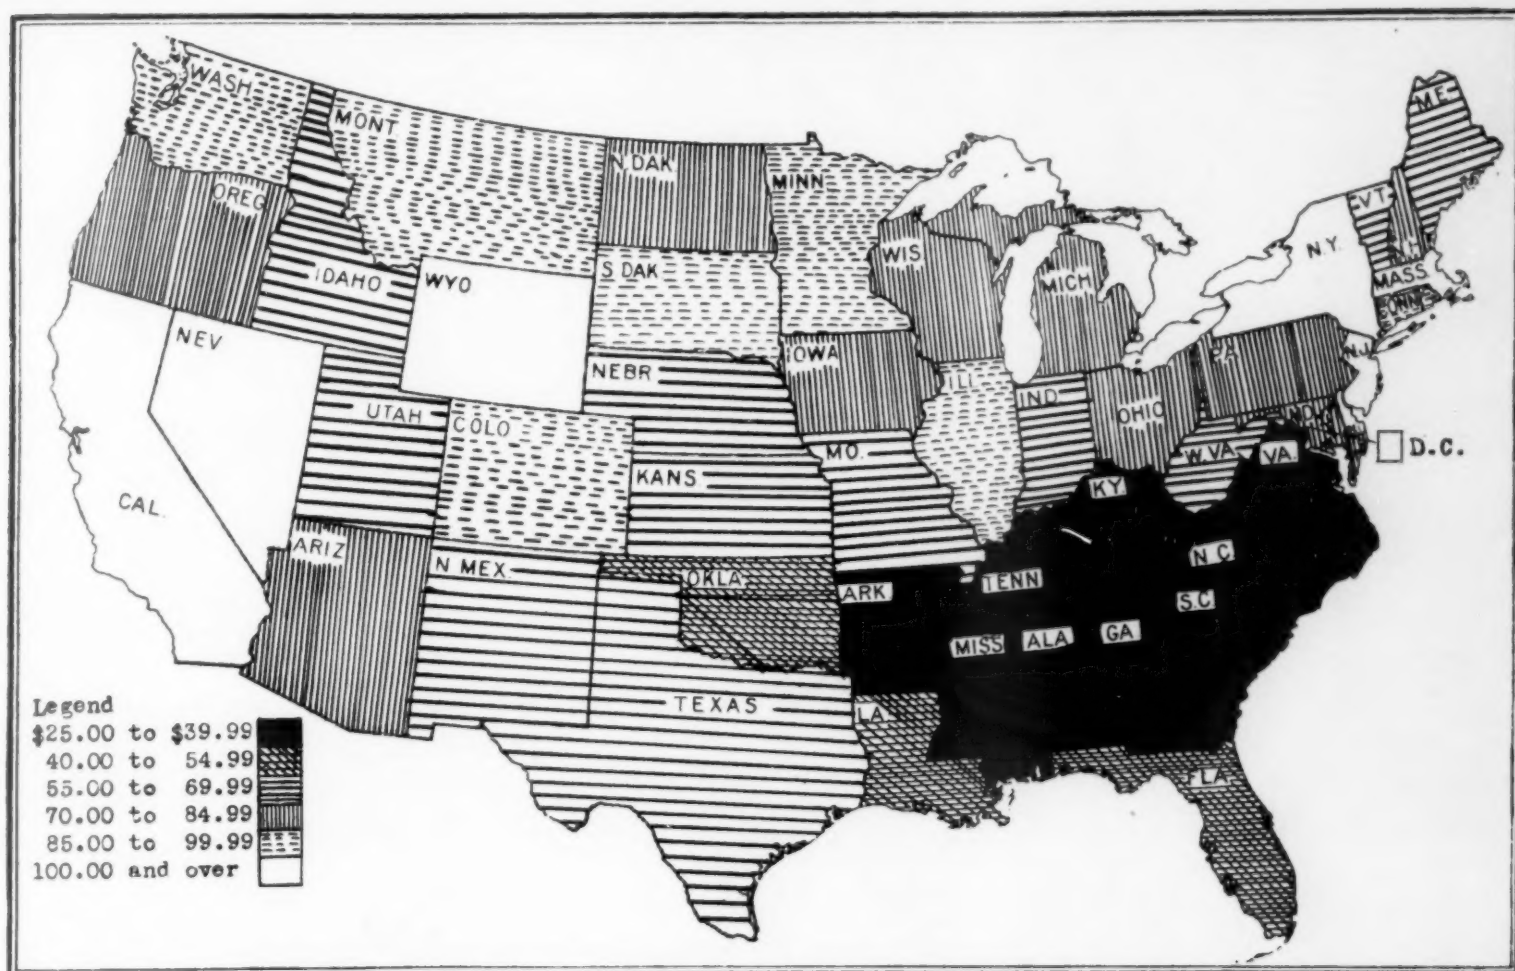 WASH
MONT.
N.DAK
MINN
ME.
OREG
VT.
N.H.
IDAHO
WYO
S.DAK
WIS
MICH
N.Y.
MASS
CONN
NEV
NEBR
IOWA
ILL
IND
OHIO
PA
N.J.
UTAH
COLO
KANS
MO.
W.VA.
VA.
D.C.
CAL.
KY
ARIZ
N MEX.
OKLA
ARK
TENN
N C
S.C.
MISS
ALA
GA
TEXAS
LA.
FLA
Legend
$25.00 to $39.99
40.00 to 54.99
55.00 to 69.99
70.00 to 84.99
85.00 to 99.99
100.00 and over